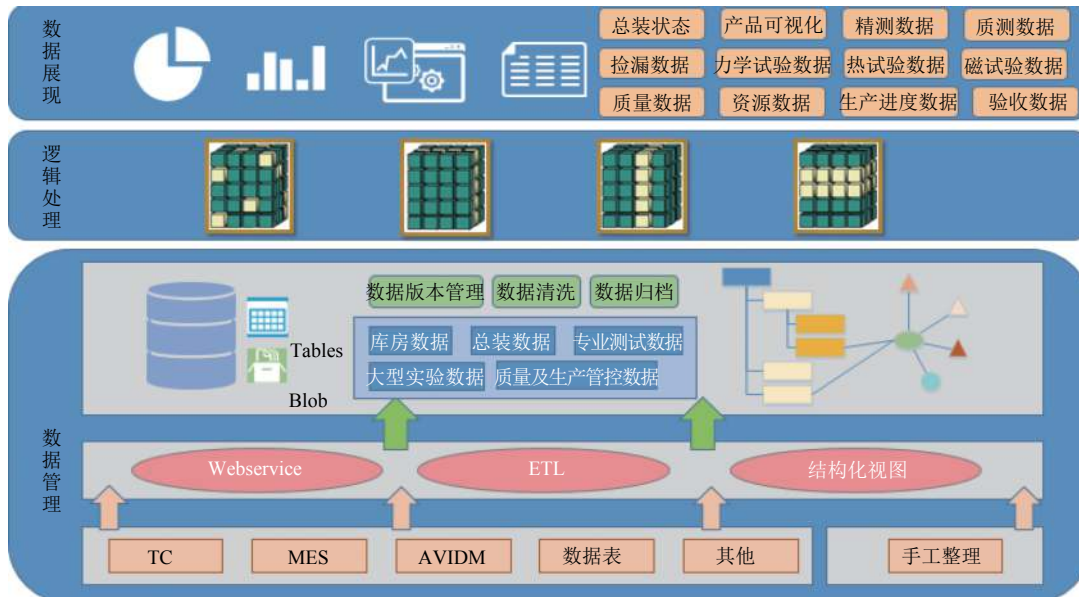 数据展现
总装状态 产品可视化 精测数据 质测数据
捡漏数据 力学试验数据 热试验数据 磁试验数据
质量数据 资源数据 生产进度数据 验收数据
逻辑处理
数据管理
数据版本管理 数据清洗 数据归档
Tables
Blob
库房数据 总装数据 专业测试数据
大型实验数据 质量及生产管控数据
Webservice ETL 结构化视图
TC MES AVIDM 数据表 其他 手工整理